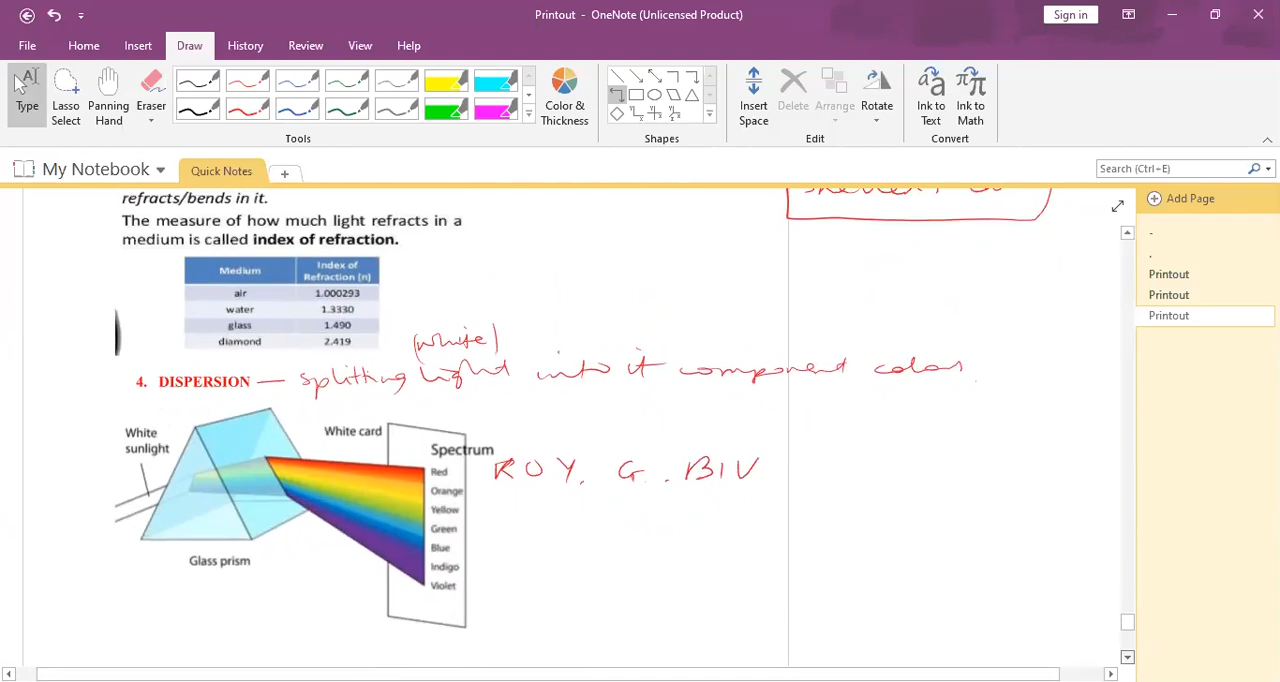 Printout - OneNote (Unlicensed Product)
Sign in
File Home Insert Draw History Review View Help
Type
Lasso Select
Panning Hand
Eraser
Color & Thickness
Insert Space
Delete
Arrange
Rotate
Ink to Text
Ink to Math
Tools
Shapes
Edit
Convert
My Notebook
Quick Notes
Search (Ctrl+E)
Add Page
-
.
Printout
Printout
Printout
refracts/bends in it.
The measure of how much light refracts in a
medium is called index of refraction.
Medium Index of Refraction (n)
air 1.000293
water 1.3330
glass 1.490
diamond 2.419
(white)
4. DISPERSION — splitting light into it component color
White sunlight
White card
Spectrum
Red
Orange
Yellow
Green
Blue
Indigo
Violet
Glass prism
ROY. G.. BIV